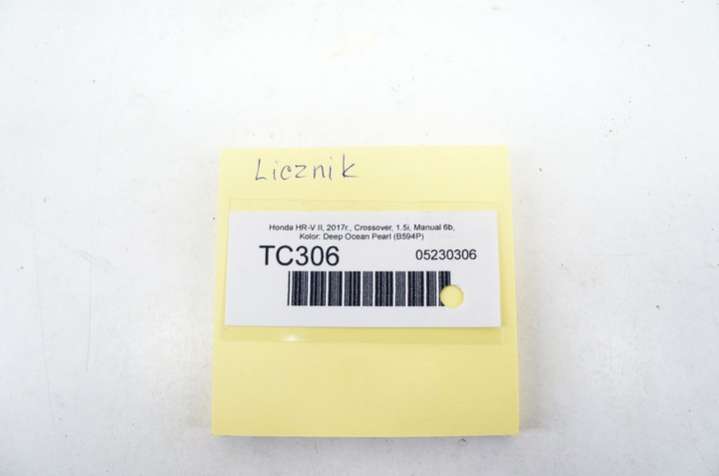 Licznik
Honda HR-V II, 2017r., Crossover, 1.5i, Manual 6b,
Kolor: Deep Ocean Pearl (B594P)
TC306 05230306